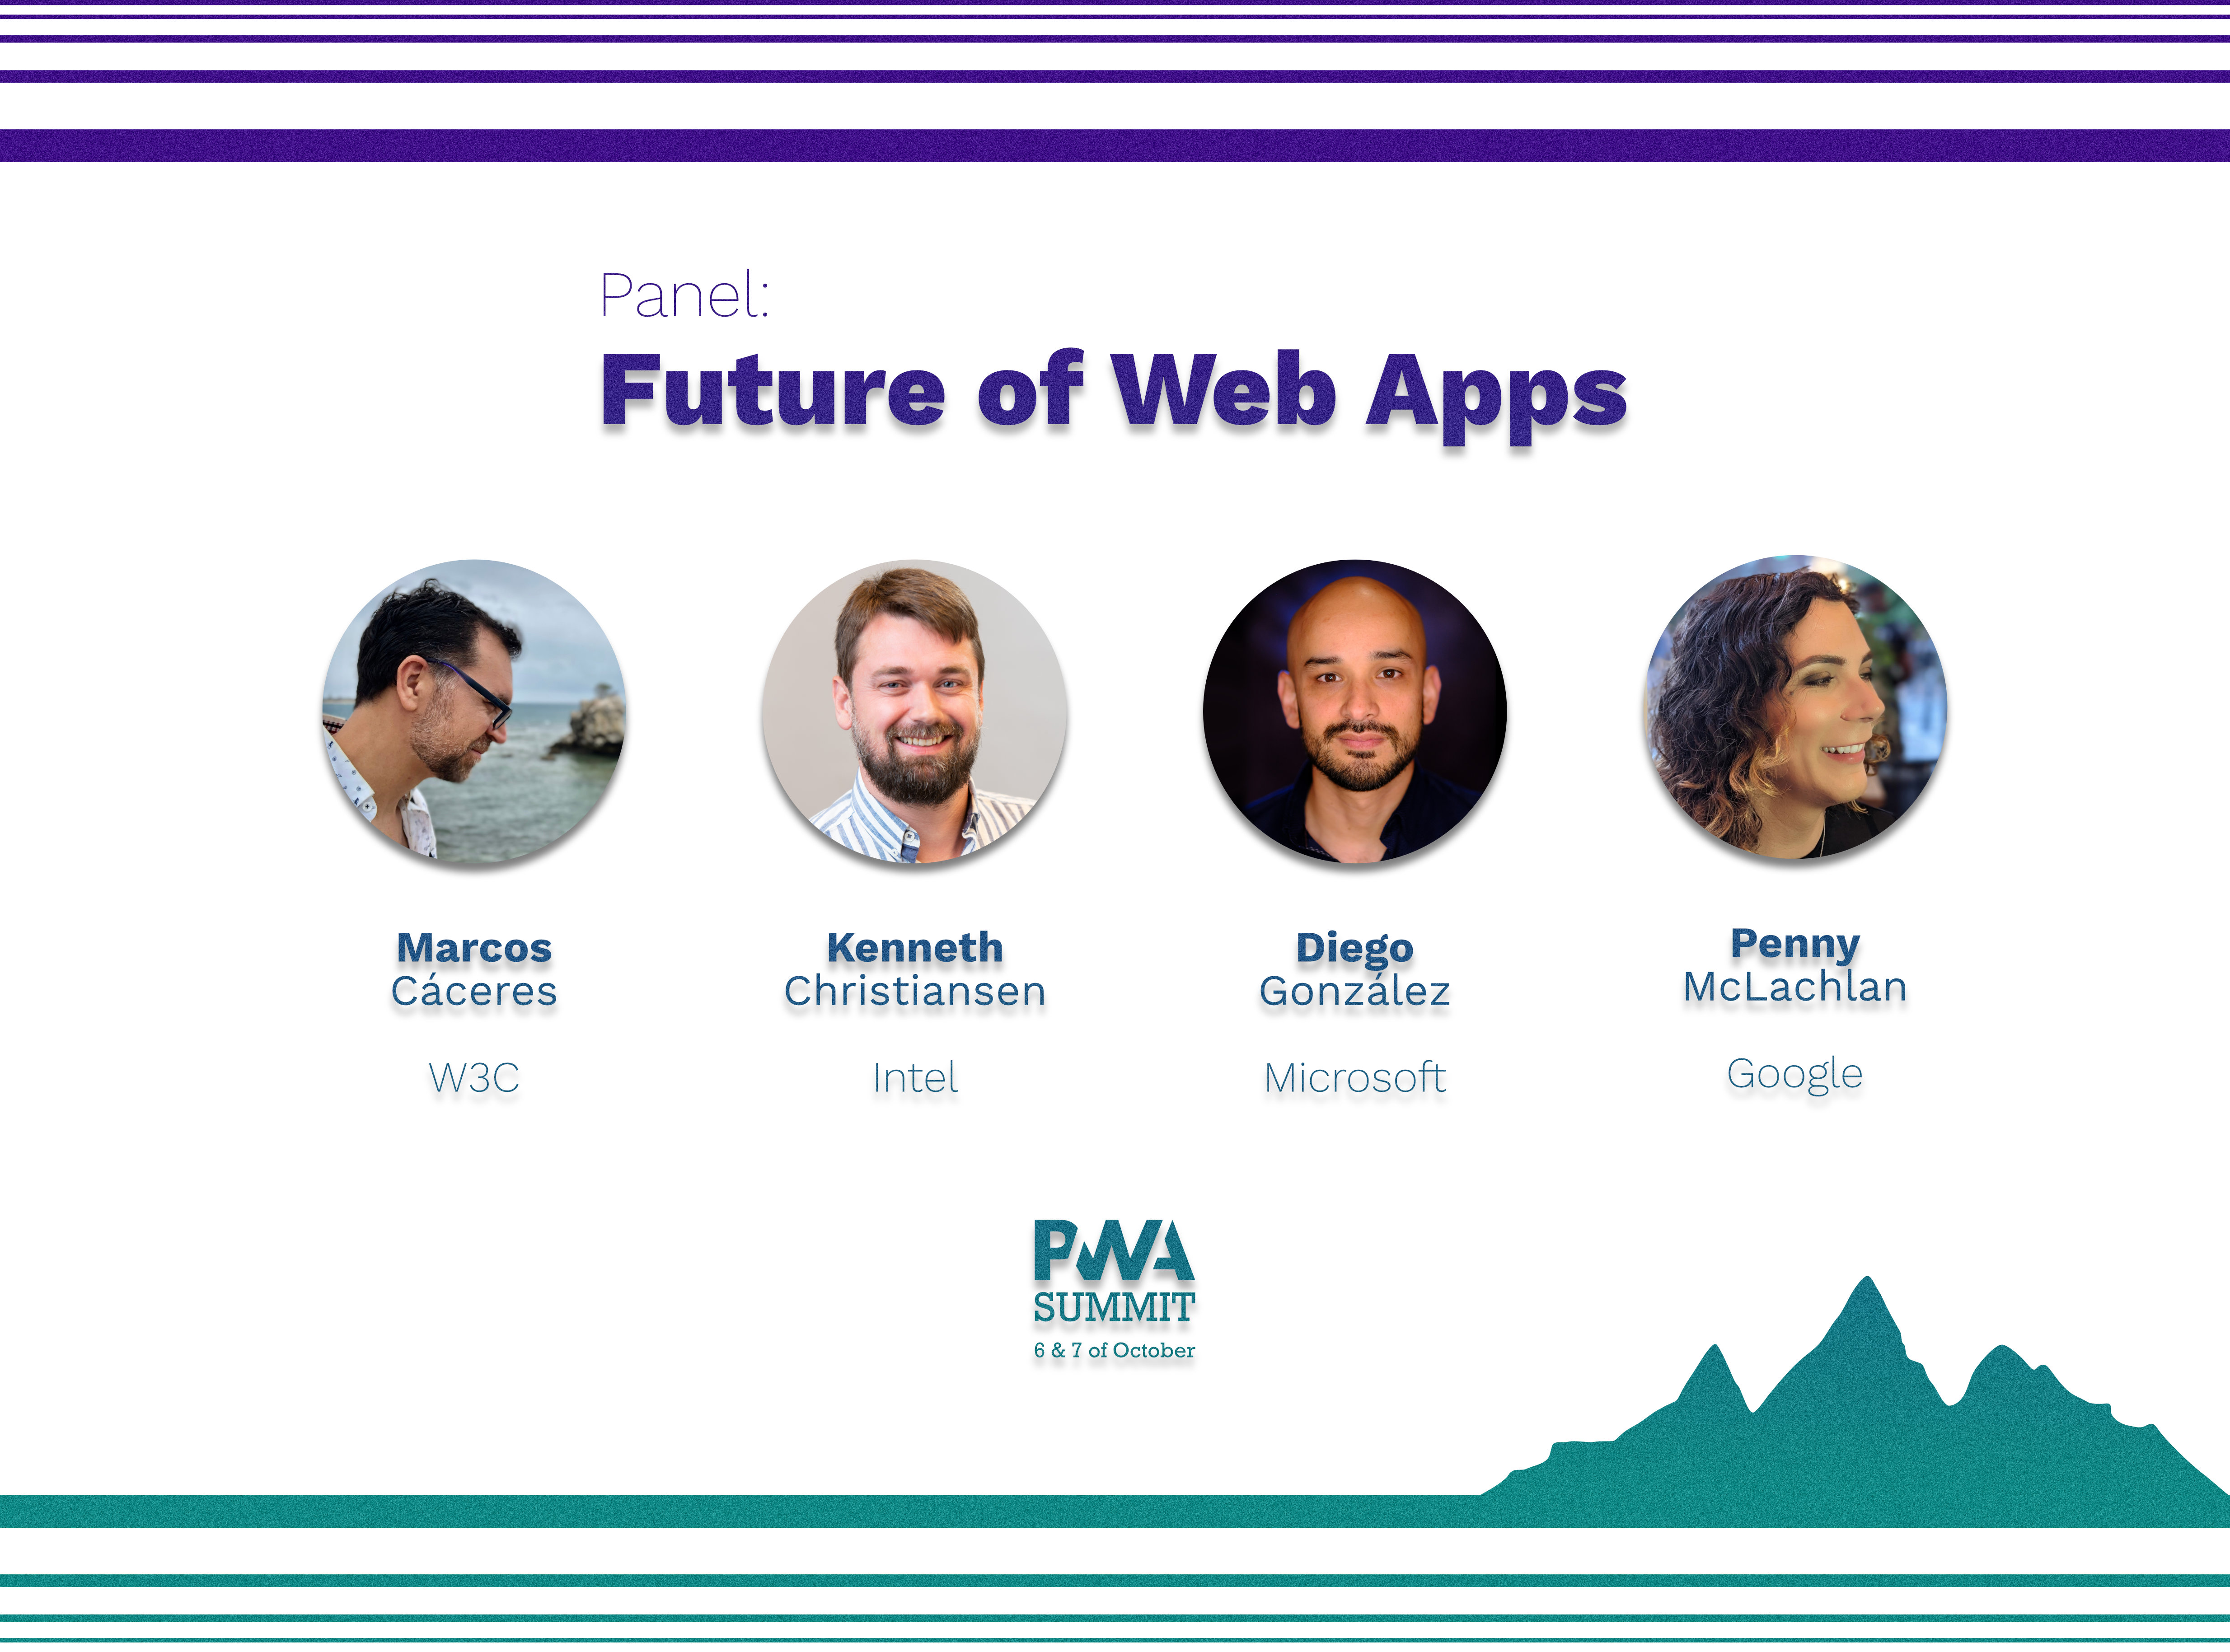 Panel:
Future of Web Apps
Marcos
Cáceres
W3C
Kenneth
Christiansen
Intel
Diego
González
Microsoft
Penny
McLachlan
Google
PWA
SUMMIT
6 & 7 of October